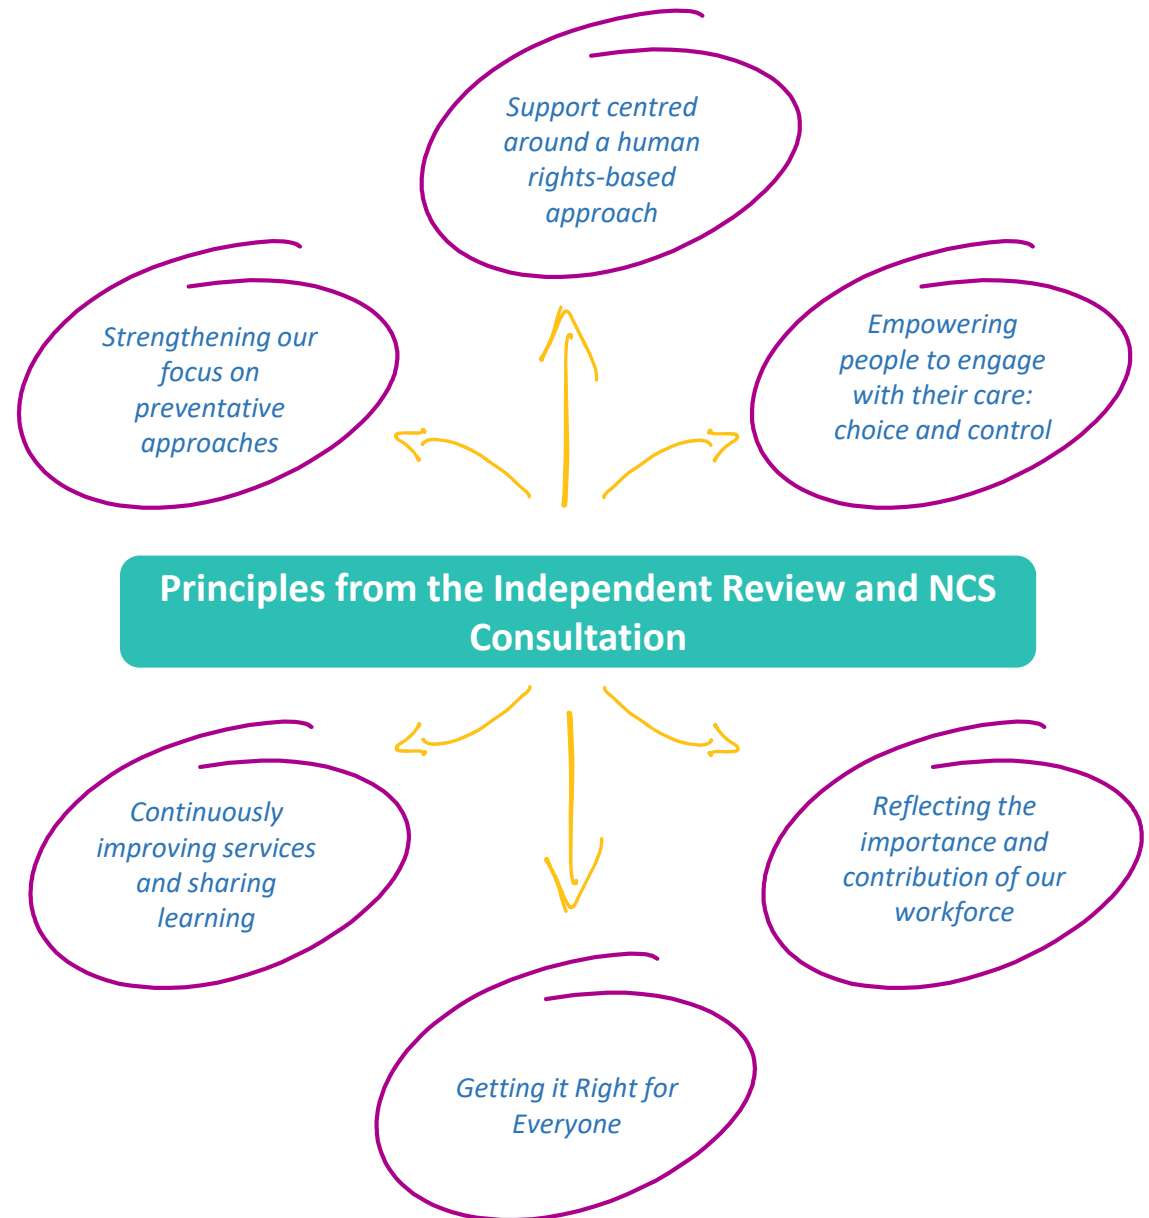 Support centred
around a human
rights-based
approach
Strengthening our
focus on
preventative
approaches
Empowering
people to engage
with their care:
choice and control
Principles from the Independent Review and NCS
Consultation
Continuously
improving services
and sharing
learning
Reflecting the
importance and
contribution of our
workforce
Getting it Right for
Everyone